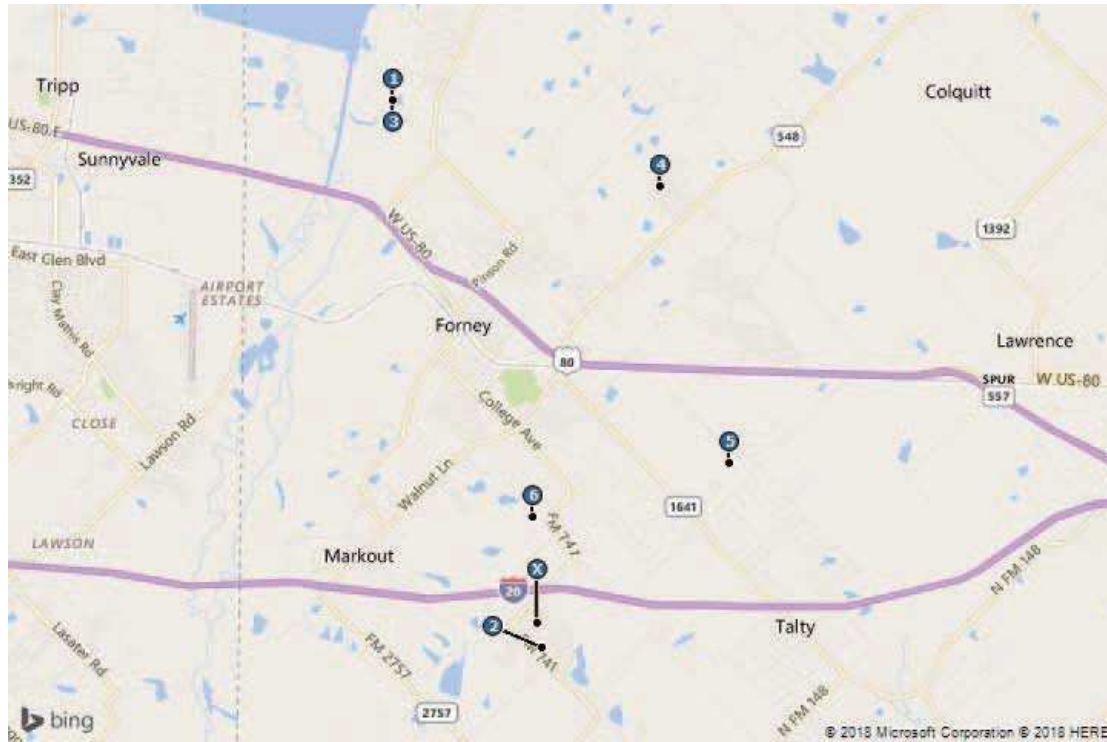 1
Tripp
Colquitt
3
US-80 E
548
Sunnyvale
4
352
W US-80
1392
East Glen Blvd
Pinson Rd
AIRPORT
ESTATES
Clay Mathis Rd
Forney
Lawrence
80
SPUR
W US-80
557
right Rd
College Ave
CLOSE
5
Lawson Rd
Walnut Ln
6
1641
FM 741
LAWSON
Markout
X
N FM 148
20
2
Talty
Lasater Rd
FM 2757
741
2757
N FM 148
bing
© 2018 Microsoft Corporation © 2018 HERE